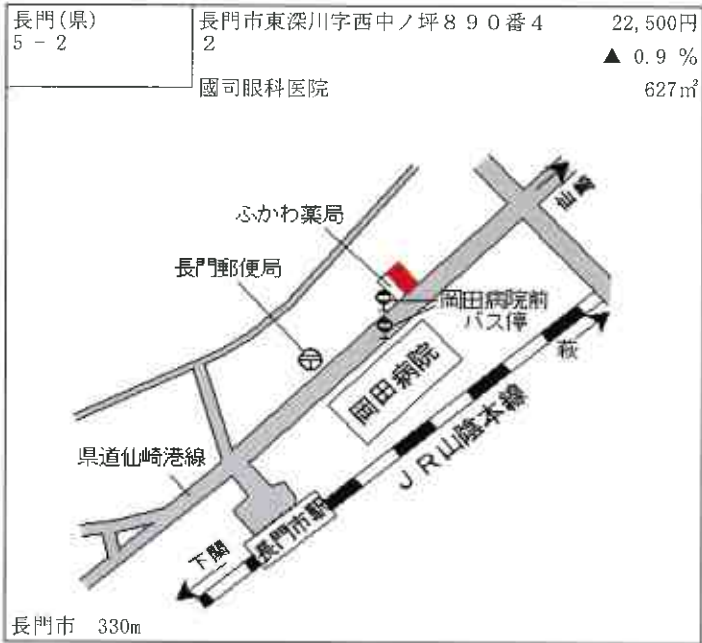 長門(県)
5－2
長門市東深川字西中ノ坪８９０番４
2
國司眼科医院
22,500円
▲ 0.9 %
627㎡
仙崎
ふかわ薬局
長門郵便局
岡田病院前
バス停
萩
岡田病院
ＪＲ山陰本線
県道仙崎港線
長門市駅
下関
長門市　330m